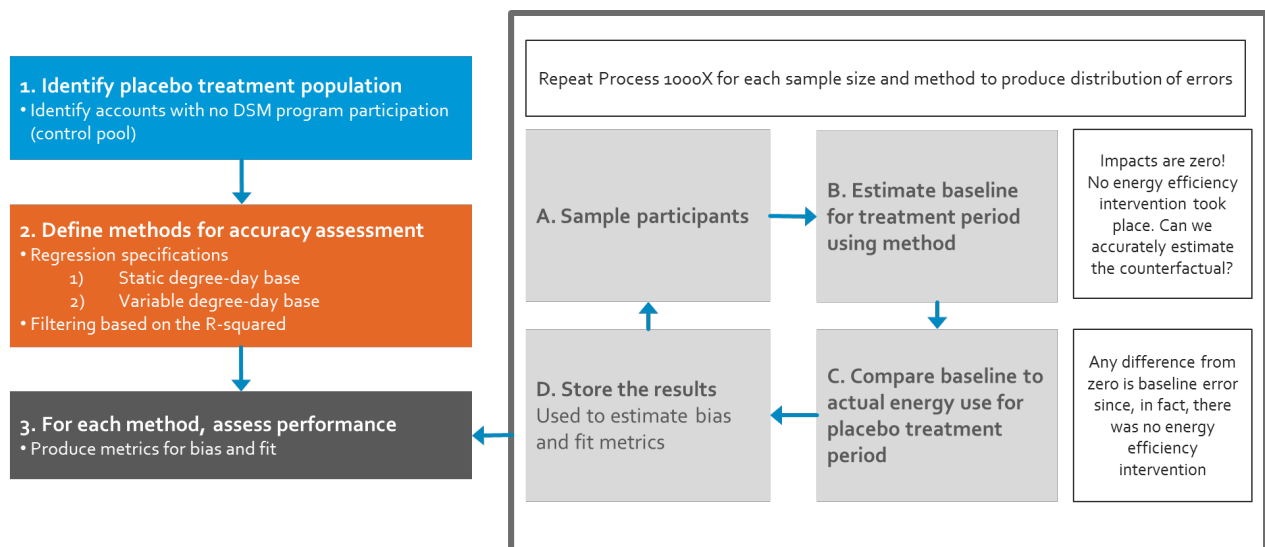 1. Identify placebo treatment population
• Identify accounts with no DSM program participation
(control pool)
2. Define methods for accuracy assessment
• Regression specifications
1) Static degree-day base
2) Variable degree-day base
• Filtering based on the R-squared
3. For each method, assess performance
• Produce metrics for bias and fit
Repeat Process 1000X for each sample size and method to produce distribution of errors
A. Sample participants
B. Estimate baseline
for treatment period
using method
Impacts are zero!
No energy efficiency
intervention took
place. Can we
accurately estimate
the counterfactual?
D. Store the results
Used to estimate bias
and fit metrics
C. Compare baseline to
actual energy use for
placebo treatment
period
Any difference from
zero is baseline error
since, in fact, there
was no energy
efficiency
intervention